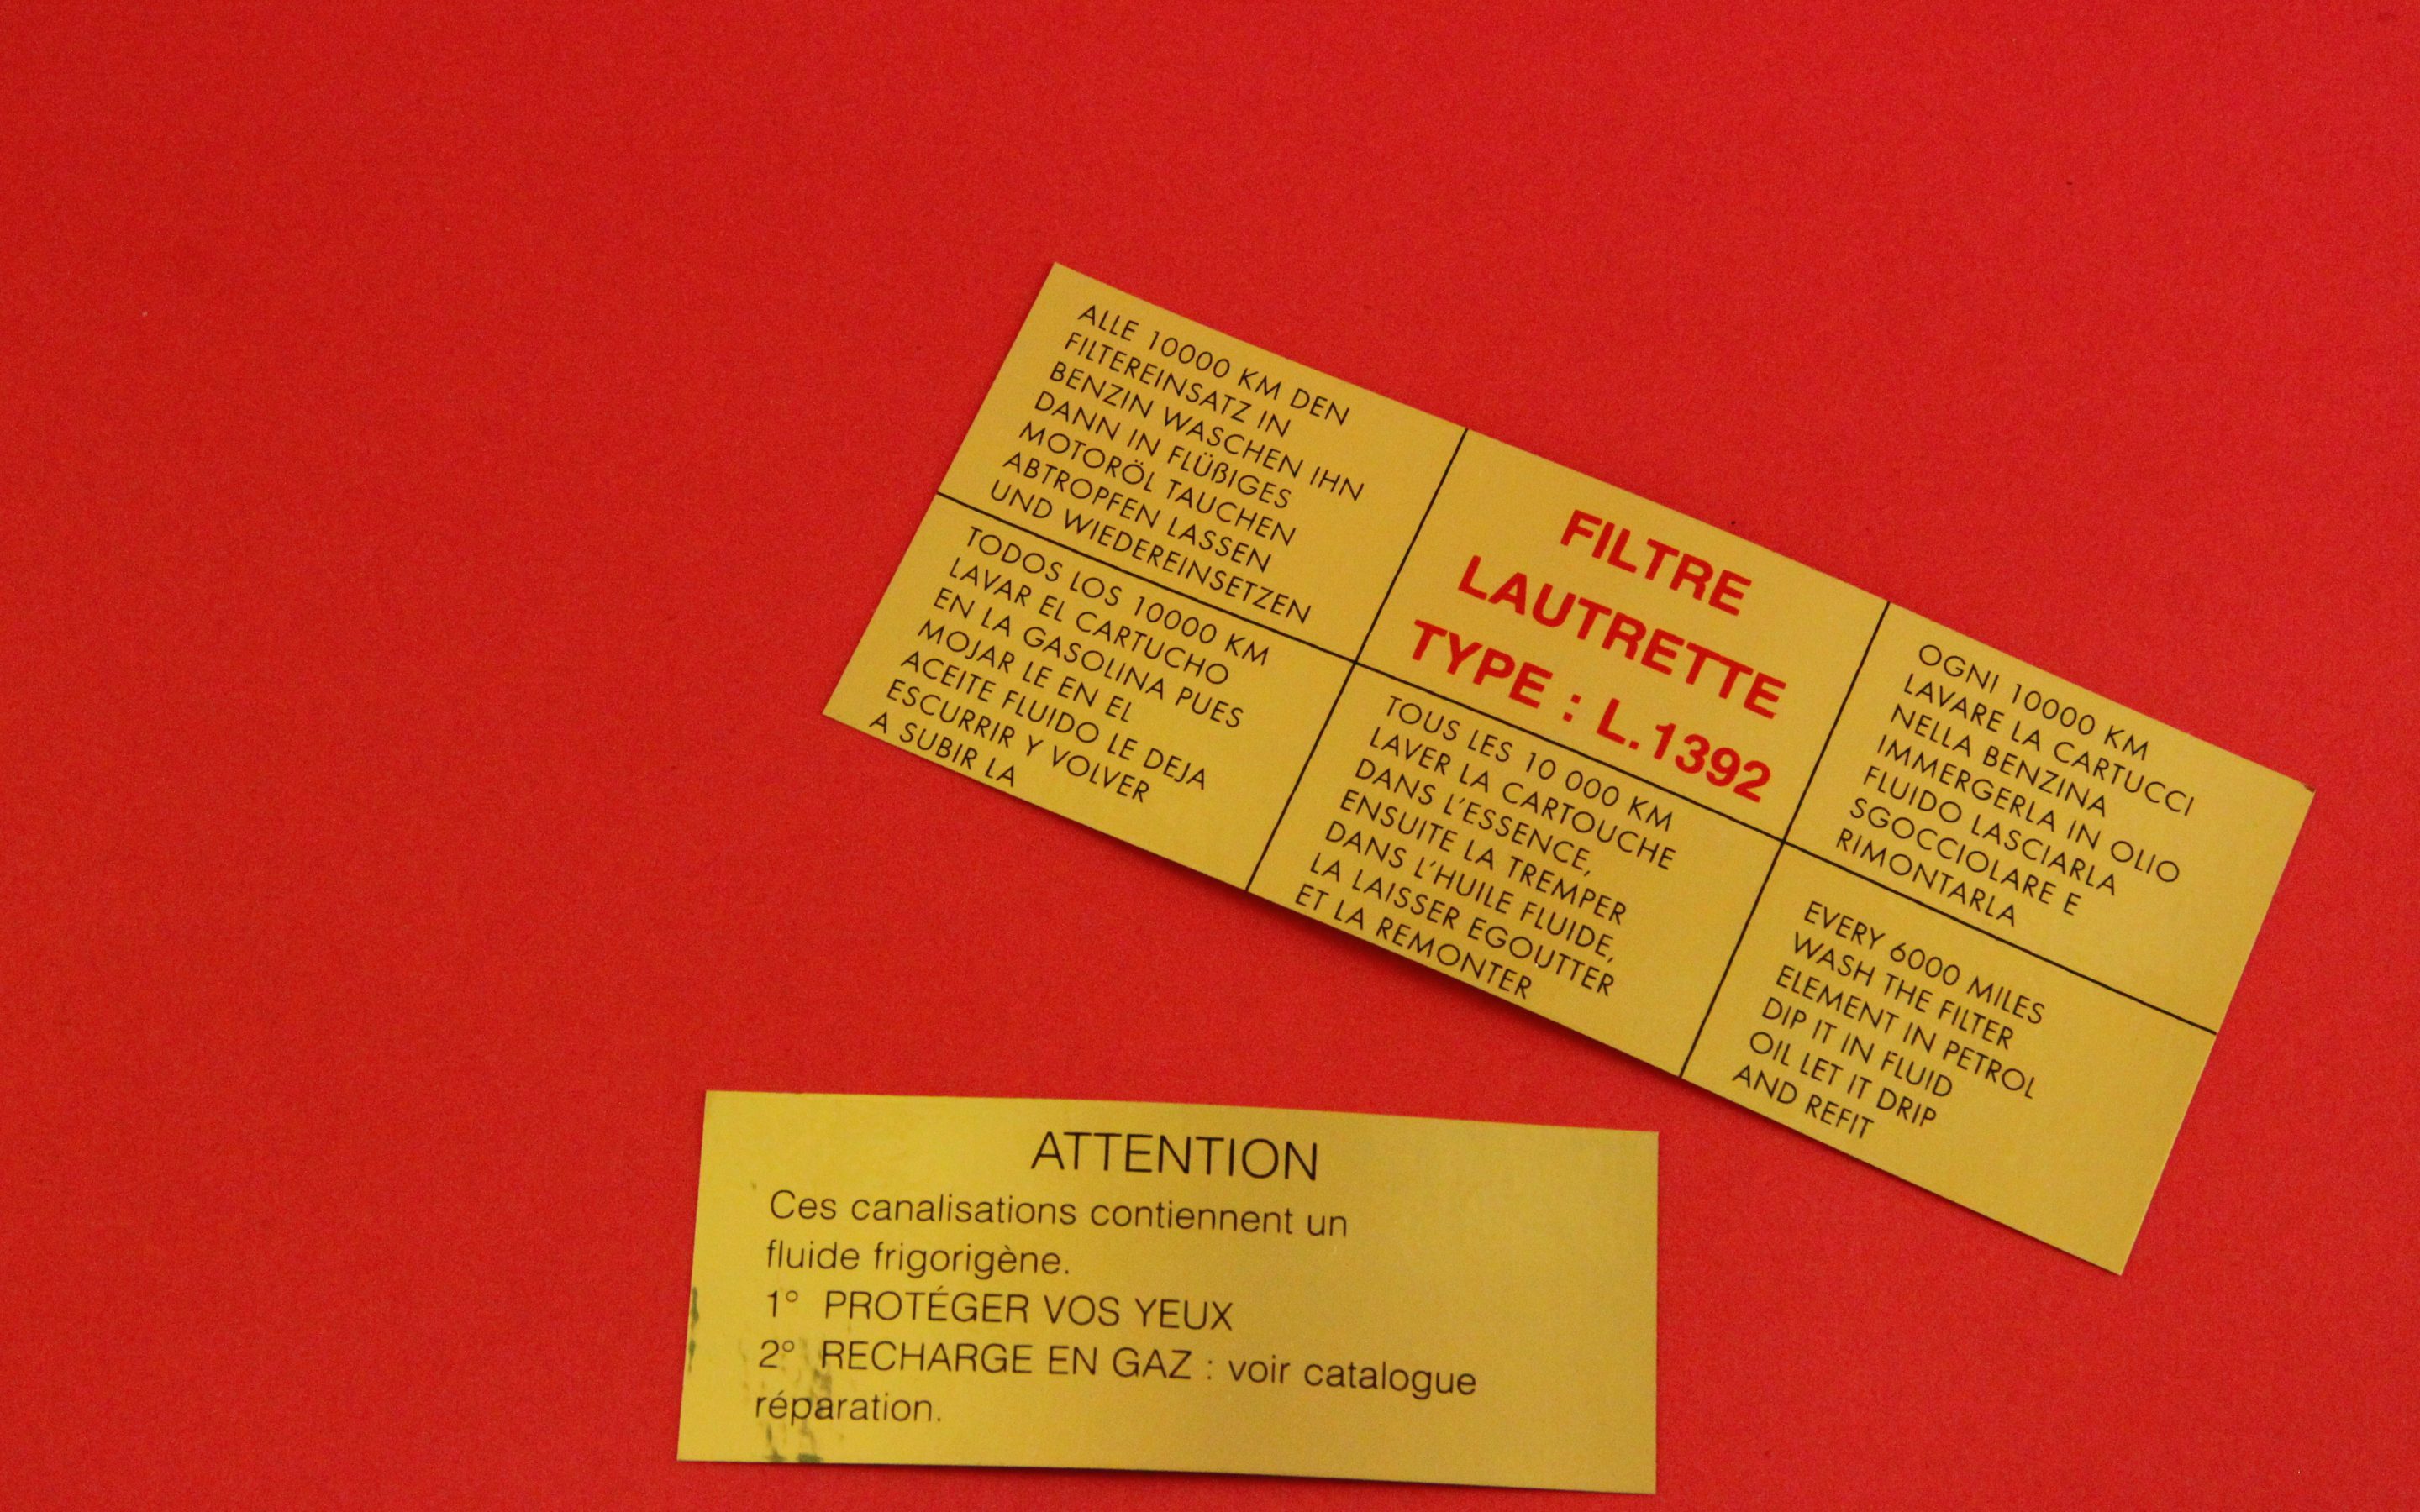 ALLE 10000 KM DEN
FILTEREINSATZ IN
BENZIN WASCHEN IHN
DANN IN FLÜßIGES
MOTORÖL TAUCHEN
ABTROPFEN LASSEN
UND WIEDEREINSETZEN
FILTRE
LAUTRETTE
TYPE : L.1392
OGNI 10000 KM
LAVARE LA CARTUCCI
NELLA BENZINA
IMMERGERLA IN OLIO
FLUIDO LASCIARLA
SGOCCIOLARE E
RIMONTARLA
TODOS LOS 10000 KM
LAVAR EL CARTUCHO
EN LA GASOLINA PUES
MOJAR LE EN EL
ACEITE FLUIDO LE DEJA
ESCURRIR Y VOLVER
A SUBIR LA
TOUS LES 10 000 KM
LAVER LA CARTOUCHE
DANS L'ESSENCE,
ENSUITE LA TREMPER
DANS L'HUILE FLUIDE,
LA LAISSER EGOUTTER
ET LA REMONTER
EVERY 6000 MILES
WASH THE FILTER
ELEMENT IN PETROL
DIP IT IN FLUID
OIL LET IT DRIP
AND REFIT
ATTENTION
Ces canalisations contiennent un
fluide frigorigène.
1° PROTÉGER VOS YEUX
2° RECHARGE EN GAZ : voir catalogue
réparation.